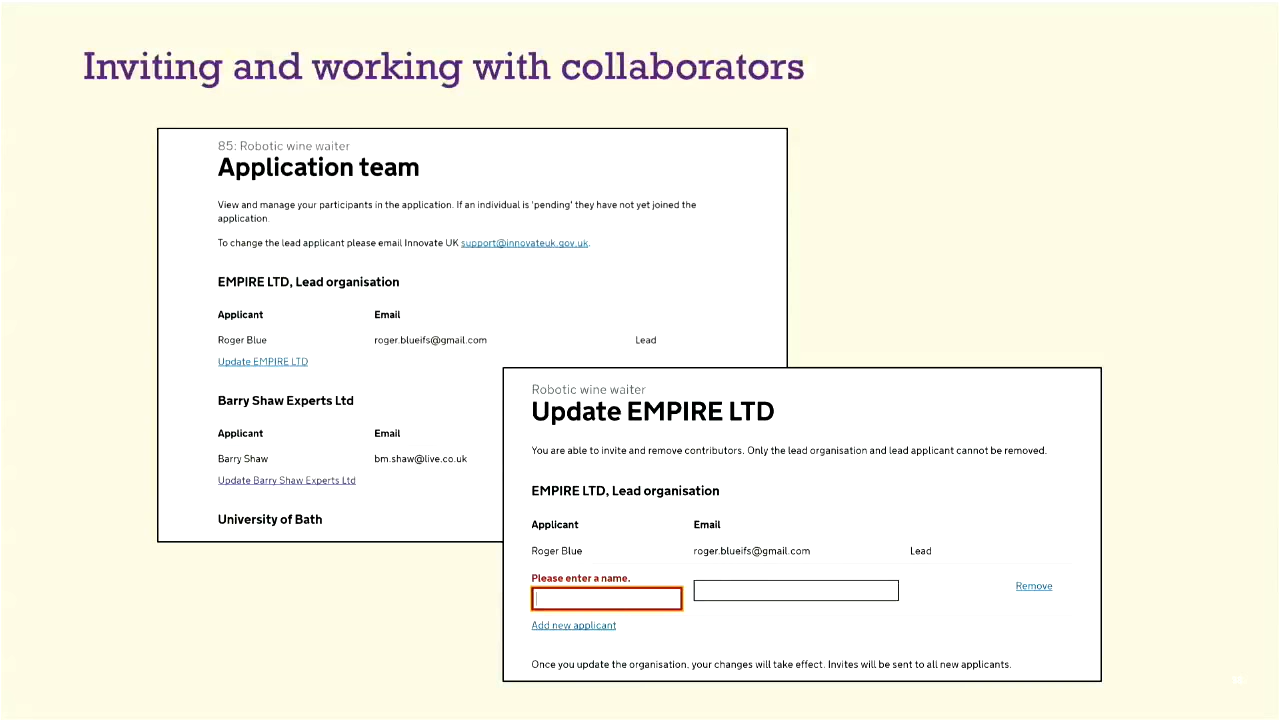 Inviting and working with collaborators
85: Robotic wine waiter
Application team
View and manage your participants in the application. If an individual is 'pending' they have not yet joined the
application.
To change the lead applicant please email Innovate UK support@innovateuk.gov.uk.
EMPIRE LTD, Lead organisation
Applicant Email
Roger Blue roger.blueifs@gmail.com Lead
Update EMPIRE LTD
Barry Shaw Experts Ltd
Applicant Email
Barry Shaw bm.shaw@live.co.uk
Update Barry Shaw Experts Ltd
University of Bath
Robotic wine waiter
Update EMPIRE LTD
You are able to invite and remove contributors. Only the lead organisation and lead applicant cannot be removed.
EMPIRE LTD, Lead organisation
Applicant Email
Roger Blue roger.blueifs@gmail.com Lead
Please enter a name.
Remove
Add new applicant
Once you update the organisation, your changes will take effect. Invites will be sent to all new applicants.